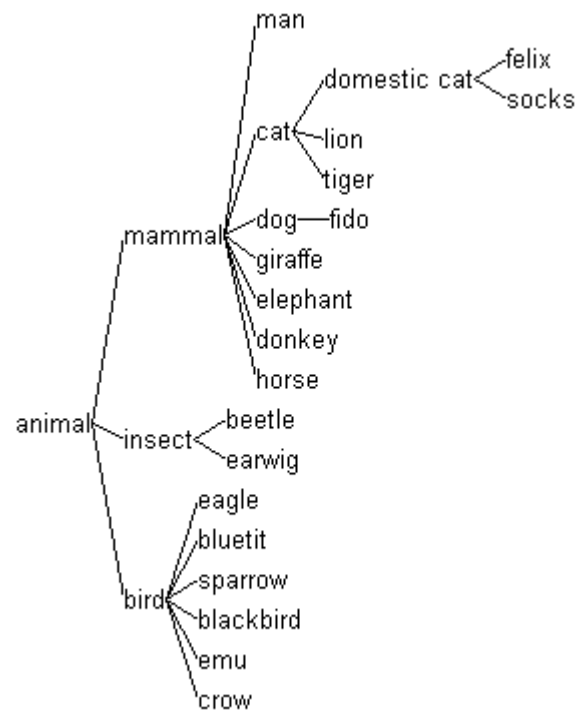 man
felix
domestic cat
socks
cat
lion
tiger
dog
fido
mammal
giraffe
elephant
donkey
horse
animal
insect
beetle
earwig
eagle
bluetit
sparrow
bird
blackbird
emu
crow